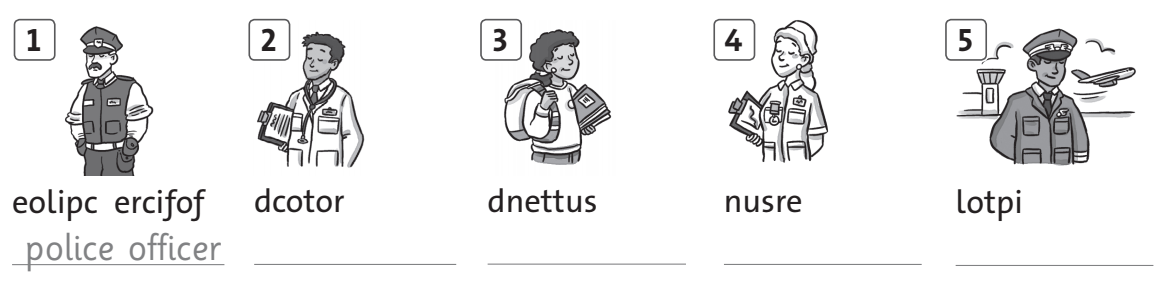 1 2 3 4 5
eolipc ercifof dcotor dnettus nusre lotpi
police officer